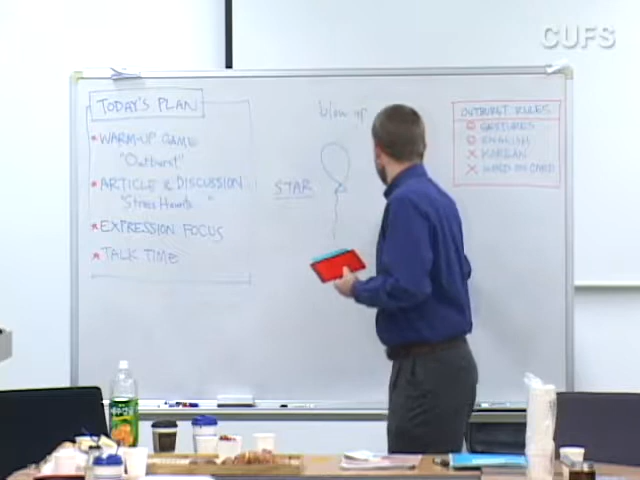 CUFS
TODAY'S PLAN
WARM-UP GAME
"Outburst"
ARTICLE & DISCUSSION
"Stress Hounds"
EXPRESSION FOCUS
TALK TIME
blow up
STAR
OUTBURST RULES
O GESTURES
O ENGLISH
X KOREAN
X WORD ON CARD